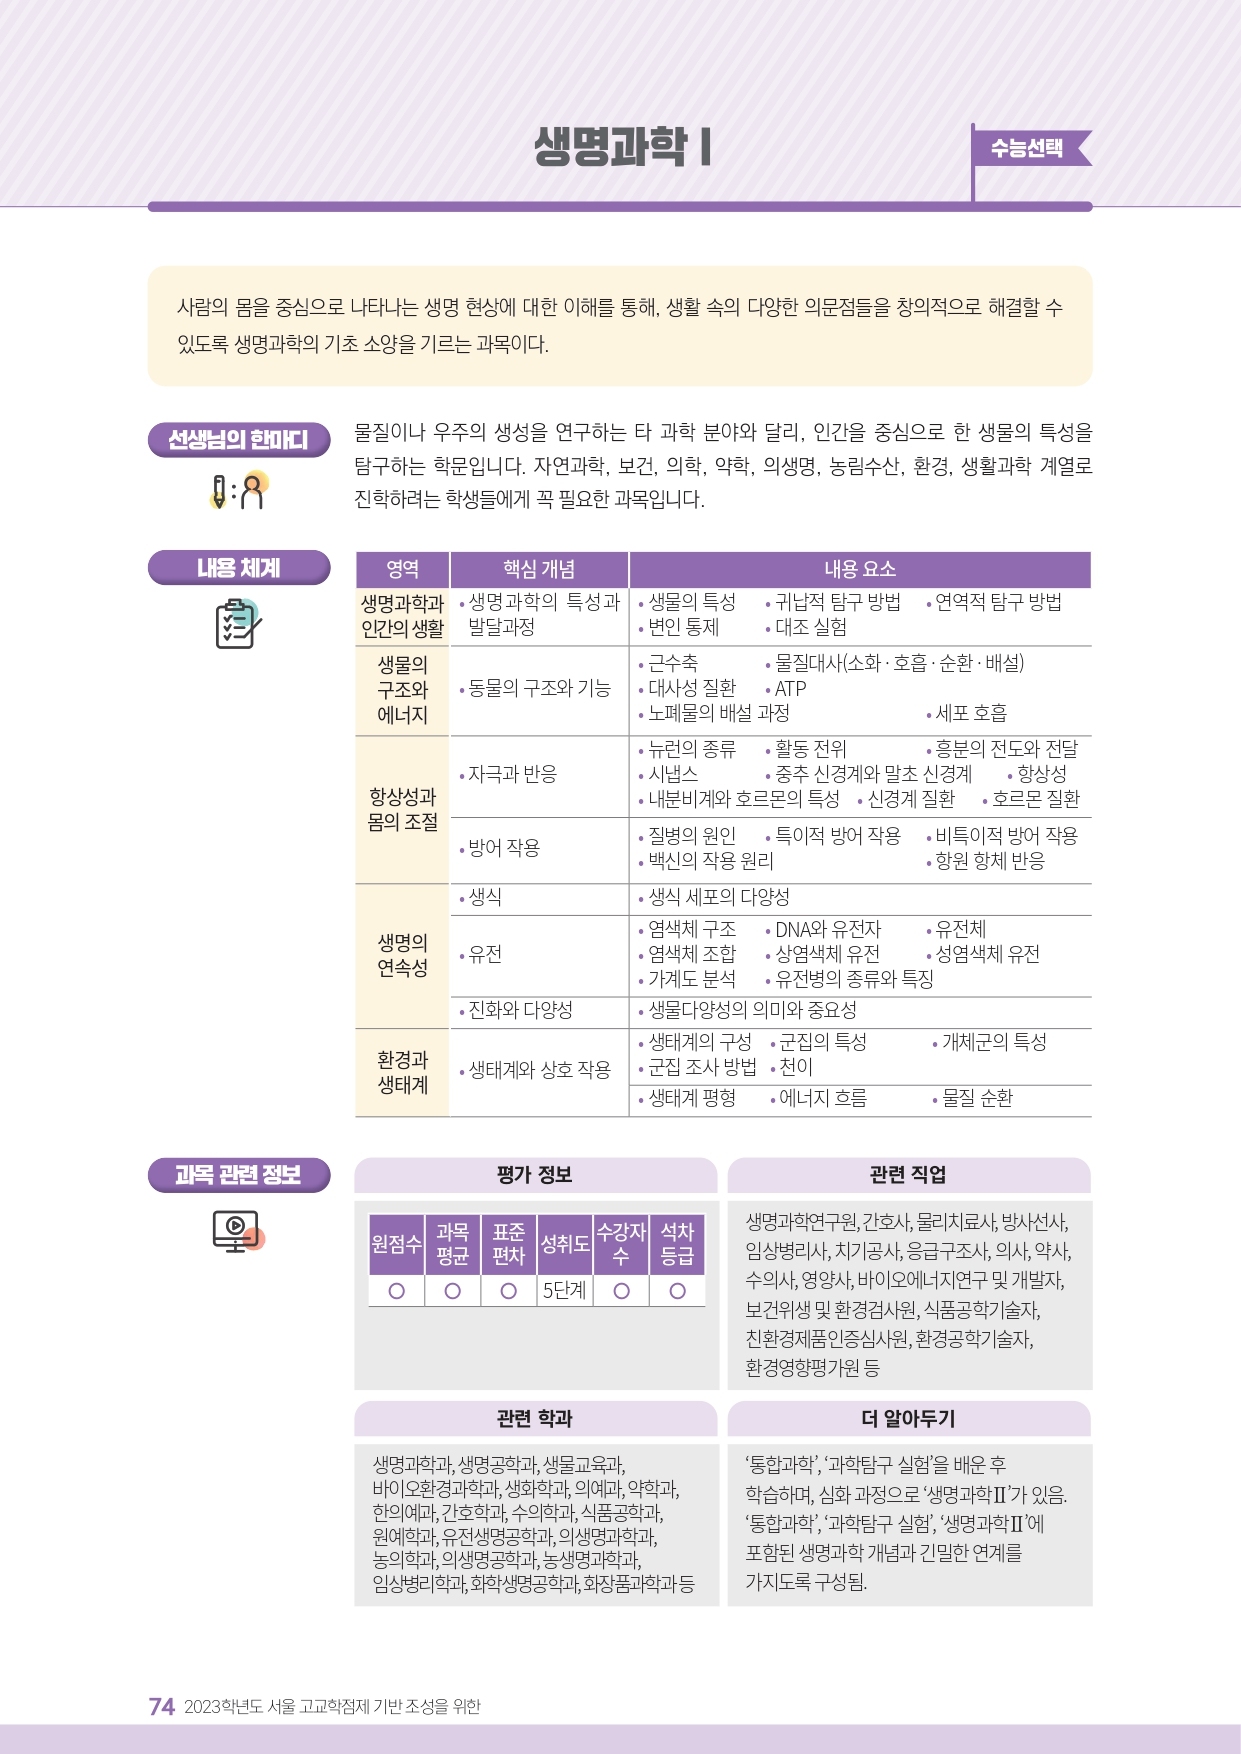 생명과학 Ⅰ
수능선택
사람의 몸을 중심으로 나타나는 생명 현상에 대한 이해를 통해, 생활 속의 다양한 의문점들을 창의적으로 해결할 수
있도록 생명과학의 기초 소양을 기르는 과목이다.
선생님의 한마디
물질이나 우주의 생성을 연구하는 타 과학 분야와 달리, 인간을 중심으로 한 생물의 특성을
탐구하는 학문입니다. 자연과학, 보건, 의학, 약학, 의생명, 농림수산, 환경, 생활과학 계열로
진학하려는 학생들에게 꼭 필요한 과목입니다.
내용 체계
영역 핵심 개념 내용 요소
생명과학과
인간의 생활
• 생명과학의 특성과
발달과정
• 생물의 특성 • 귀납적 탐구 방법 • 연역적 탐구 방법
• 변인 통제 • 대조 실험
생물의
구조와
에너지
• 동물의 구조와 기능
• 근수축 • 물질대사(소화 · 호흡 · 순환 · 배설)
• 대사성 질환 • ATP
• 노폐물의 배설 과정 • 세포 호흡
항상성과
몸의 조절
• 자극과 반응
• 뉴런의 종류 • 활동 전위 • 흥분의 전도와 전달
• 시냅스 • 중추 신경계와 말초 신경계 • 항상성
• 내분비계와 호르몬의 특성 • 신경계 질환 • 호르몬 질환
• 방어 작용
• 질병의 원인 • 특이적 방어 작용 • 비특이적 방어 작용
• 백신의 작용 원리 • 항원 항체 반응
생명의
연속성
• 생식
• 생식 세포의 다양성
• 유전
• 염색체 구조 • DNA와 유전자 • 유전체
• 염색체 조합 • 상염색체 유전 • 성염색체 유전
• 가계도 분석 • 유전병의 종류와 특징
• 진화와 다양성
• 생물다양성의 의미와 중요성
환경과
생태계
• 생태계와 상호 작용
• 생태계의 구성 • 군집의 특성 • 개체군의 특성
• 군집 조사 방법 • 천이
• 생태계 평형 • 에너지 흐름 • 물질 순환
과목 관련 정보
평가 정보
원점수 과목 평균 표준 편차 성취도 수강자 수 석차 등급
○ ○ ○ 5단계 ○ ○
관련 직업
생명과학연구원, 간호사, 물리치료사, 방사선사,
임상병리사, 치기공사, 응급구조사, 의사, 약사,
수의사, 영양사, 바이오에너지연구 및 개발자,
보건위생 및 환경검사원, 식품공학기술자,
친환경제품인증심사원, 환경공학기술자,
환경영향평가원 등
관련 학과
생명과학과, 생명공학과, 생물교육과,
바이오환경과학과, 생화학과, 의예과, 약학과,
한의예과, 간호학과, 수의학과, 식품공학과,
원예학과, 유전생명공학과, 의생명과학과,
농의학과, 의생명공학과, 농생명과학과,
임상병리학과, 화학생명공학과, 화장품과학과 등
더 알아두기
‘통합과학’, ‘과학탐구 실험’을 배운 후
학습하며, 심화 과정으로 ‘생명과학Ⅱ’가 있음.
‘통합과학’, ‘과학탐구 실험’, ‘생명과학Ⅱ’에
포함된 생명과학 개념과 긴밀한 연계를
가지도록 구성됨.
74 2023학년도 서울 고교학점제 기반 조성을 위한